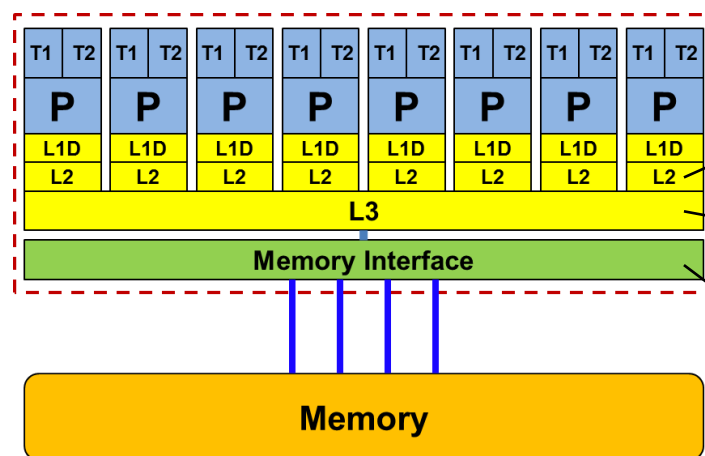 T1 T2 T1 T2 T1 T2 T1 T2 T1 T2 T1 T2 T1 T2 T1 T2
P P P P P P P P
L1D L1D L1D L1D L1D L1D L1D L1D
L2 L2 L2 L2 L2 L2 L2 L2
L3
Memory Interface
Memory